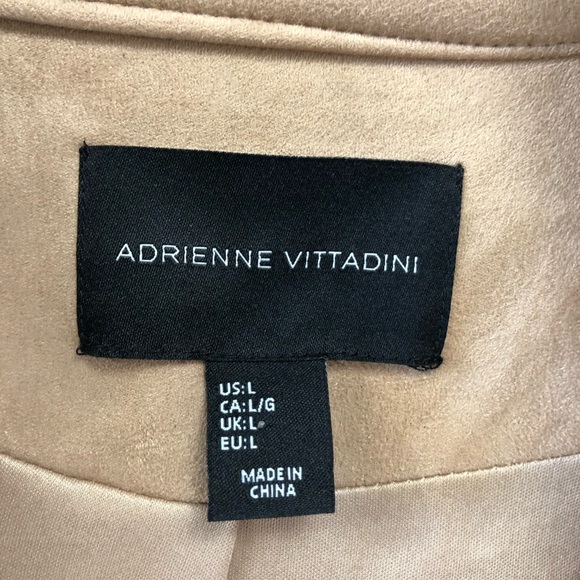 ADRIENNE VITTADINI
US:L
CA:L/G
UK:L
EU:L
MADE IN
CHINA